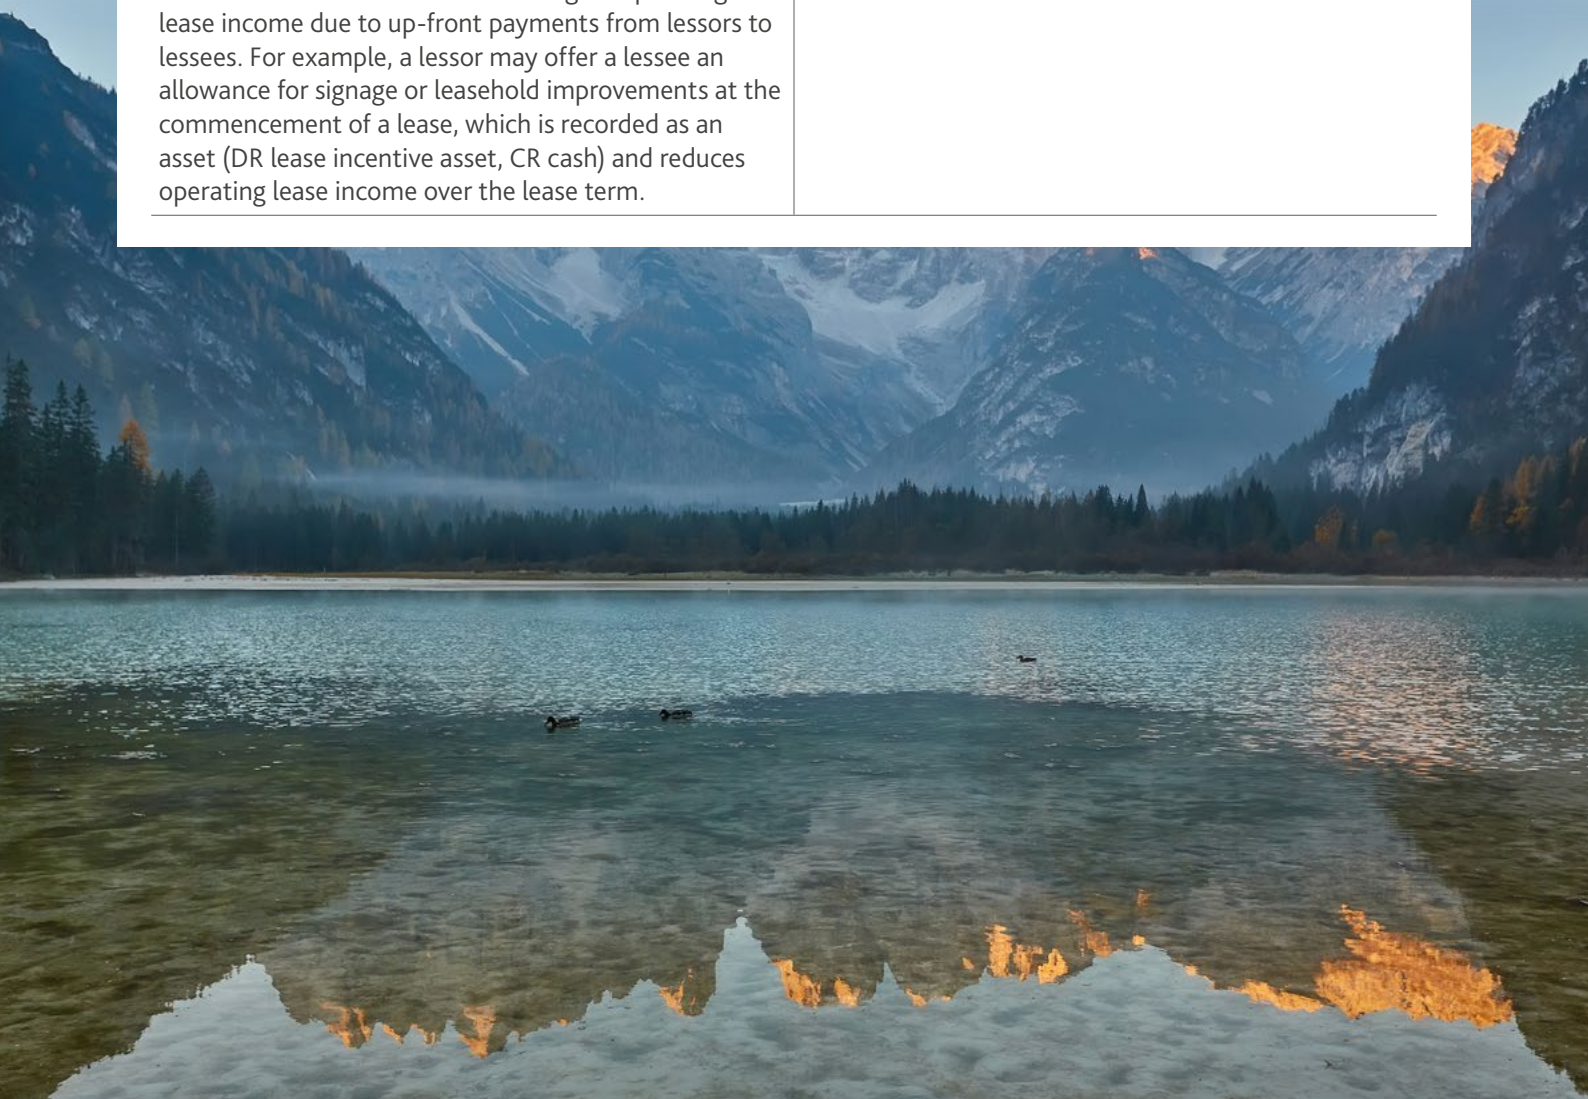 lease income due to up-front payments from lessors to
lessees. For example, a lessor may offer a lessee an
allowance for signage or leasehold improvements at the
commencement of a lease, which is recorded as an
asset (DR lease incentive asset, CR cash) and reduces
operating lease income over the lease term.